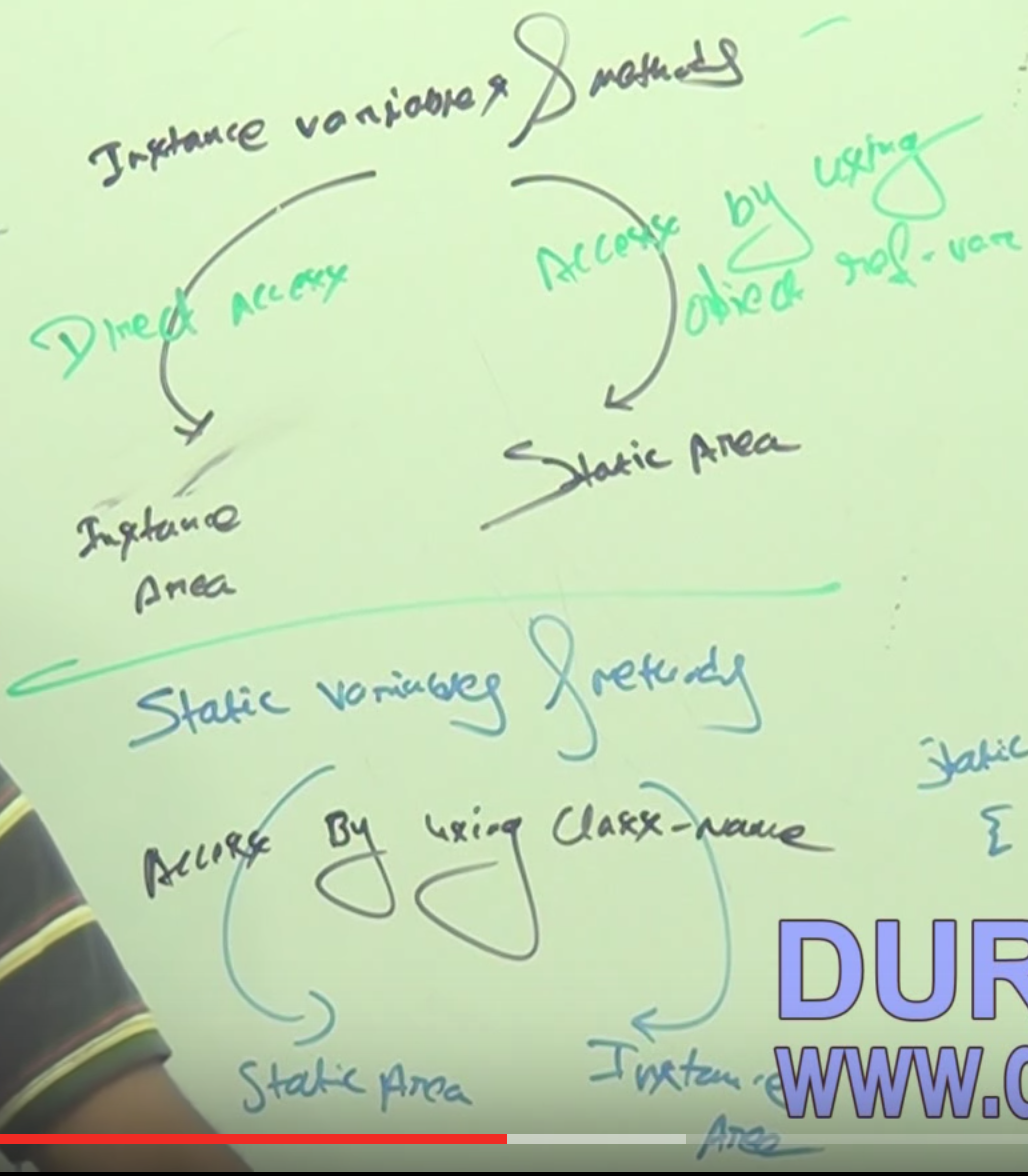 Instance variables & methods
Direct access
Access by using
object ref-var
Instance
Area
Static Area
Static variables & methods
Access By using Class-name
Static Area
Instance
Area
static
{
DUR
WWW.